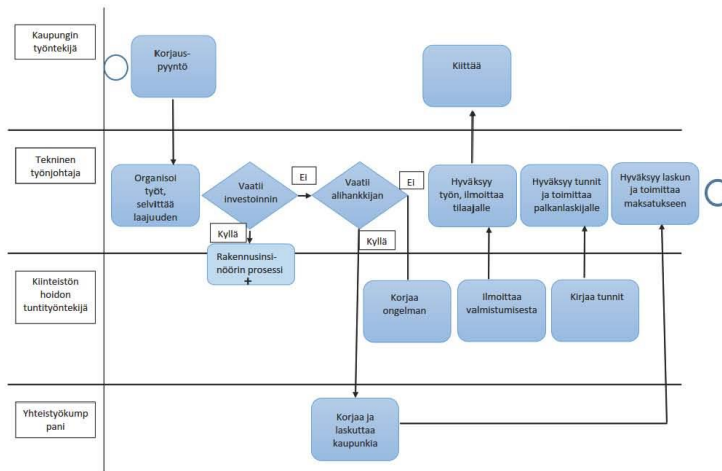 Kaupungin
työntekijä
Korjaus-
pyyntö
Kiittää
Tekninen
työnjohtaja
Organisoi
työt,
selvittää
laajuuden
Vaatii
investoinnin
Ei
Kyllä
Vaatii
alihankkijan
Ei
Kyllä
Hyväksyy
työn, ilmoittaa
tilaajalle
Hyväksyy tunnit
ja toimittaa
palkanlaskijalle
Hyväksyy laskun
ja toimittaa
maksatukseen
Rakennusinsi-
nöörin prosessi
+
Kiinteistön
hoidon
tuntityöntekijä
Korjaa
ongelman
Ilmoittaa
valmistumisesta
Kirjaa tunnit
Yhteistyökump
pani
Korjaa ja
laskuttaa
kaupunkia